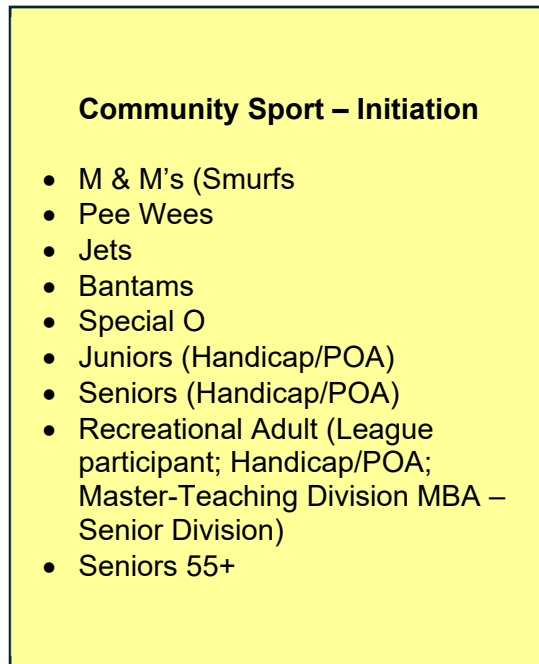 Community Sport – Initiation
• M & M’s (Smurfs
• Pee Wees
• Jets
• Bantams
• Special O
• Juniors (Handicap/POA)
• Seniors (Handicap/POA)
• Recreational Adult (League
participant; Handicap/POA;
Master-Teaching Division MBA –
Senior Division)
• Seniors 55+